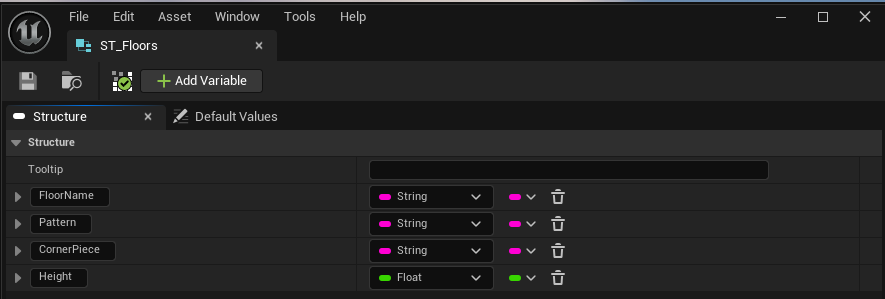 File Edit Asset Window Tools Help
ST_Floors
Add Variable
Structure Default Values
Structure
Tooltip
FloorName String
Pattern String
CornerPiece String
Height Float